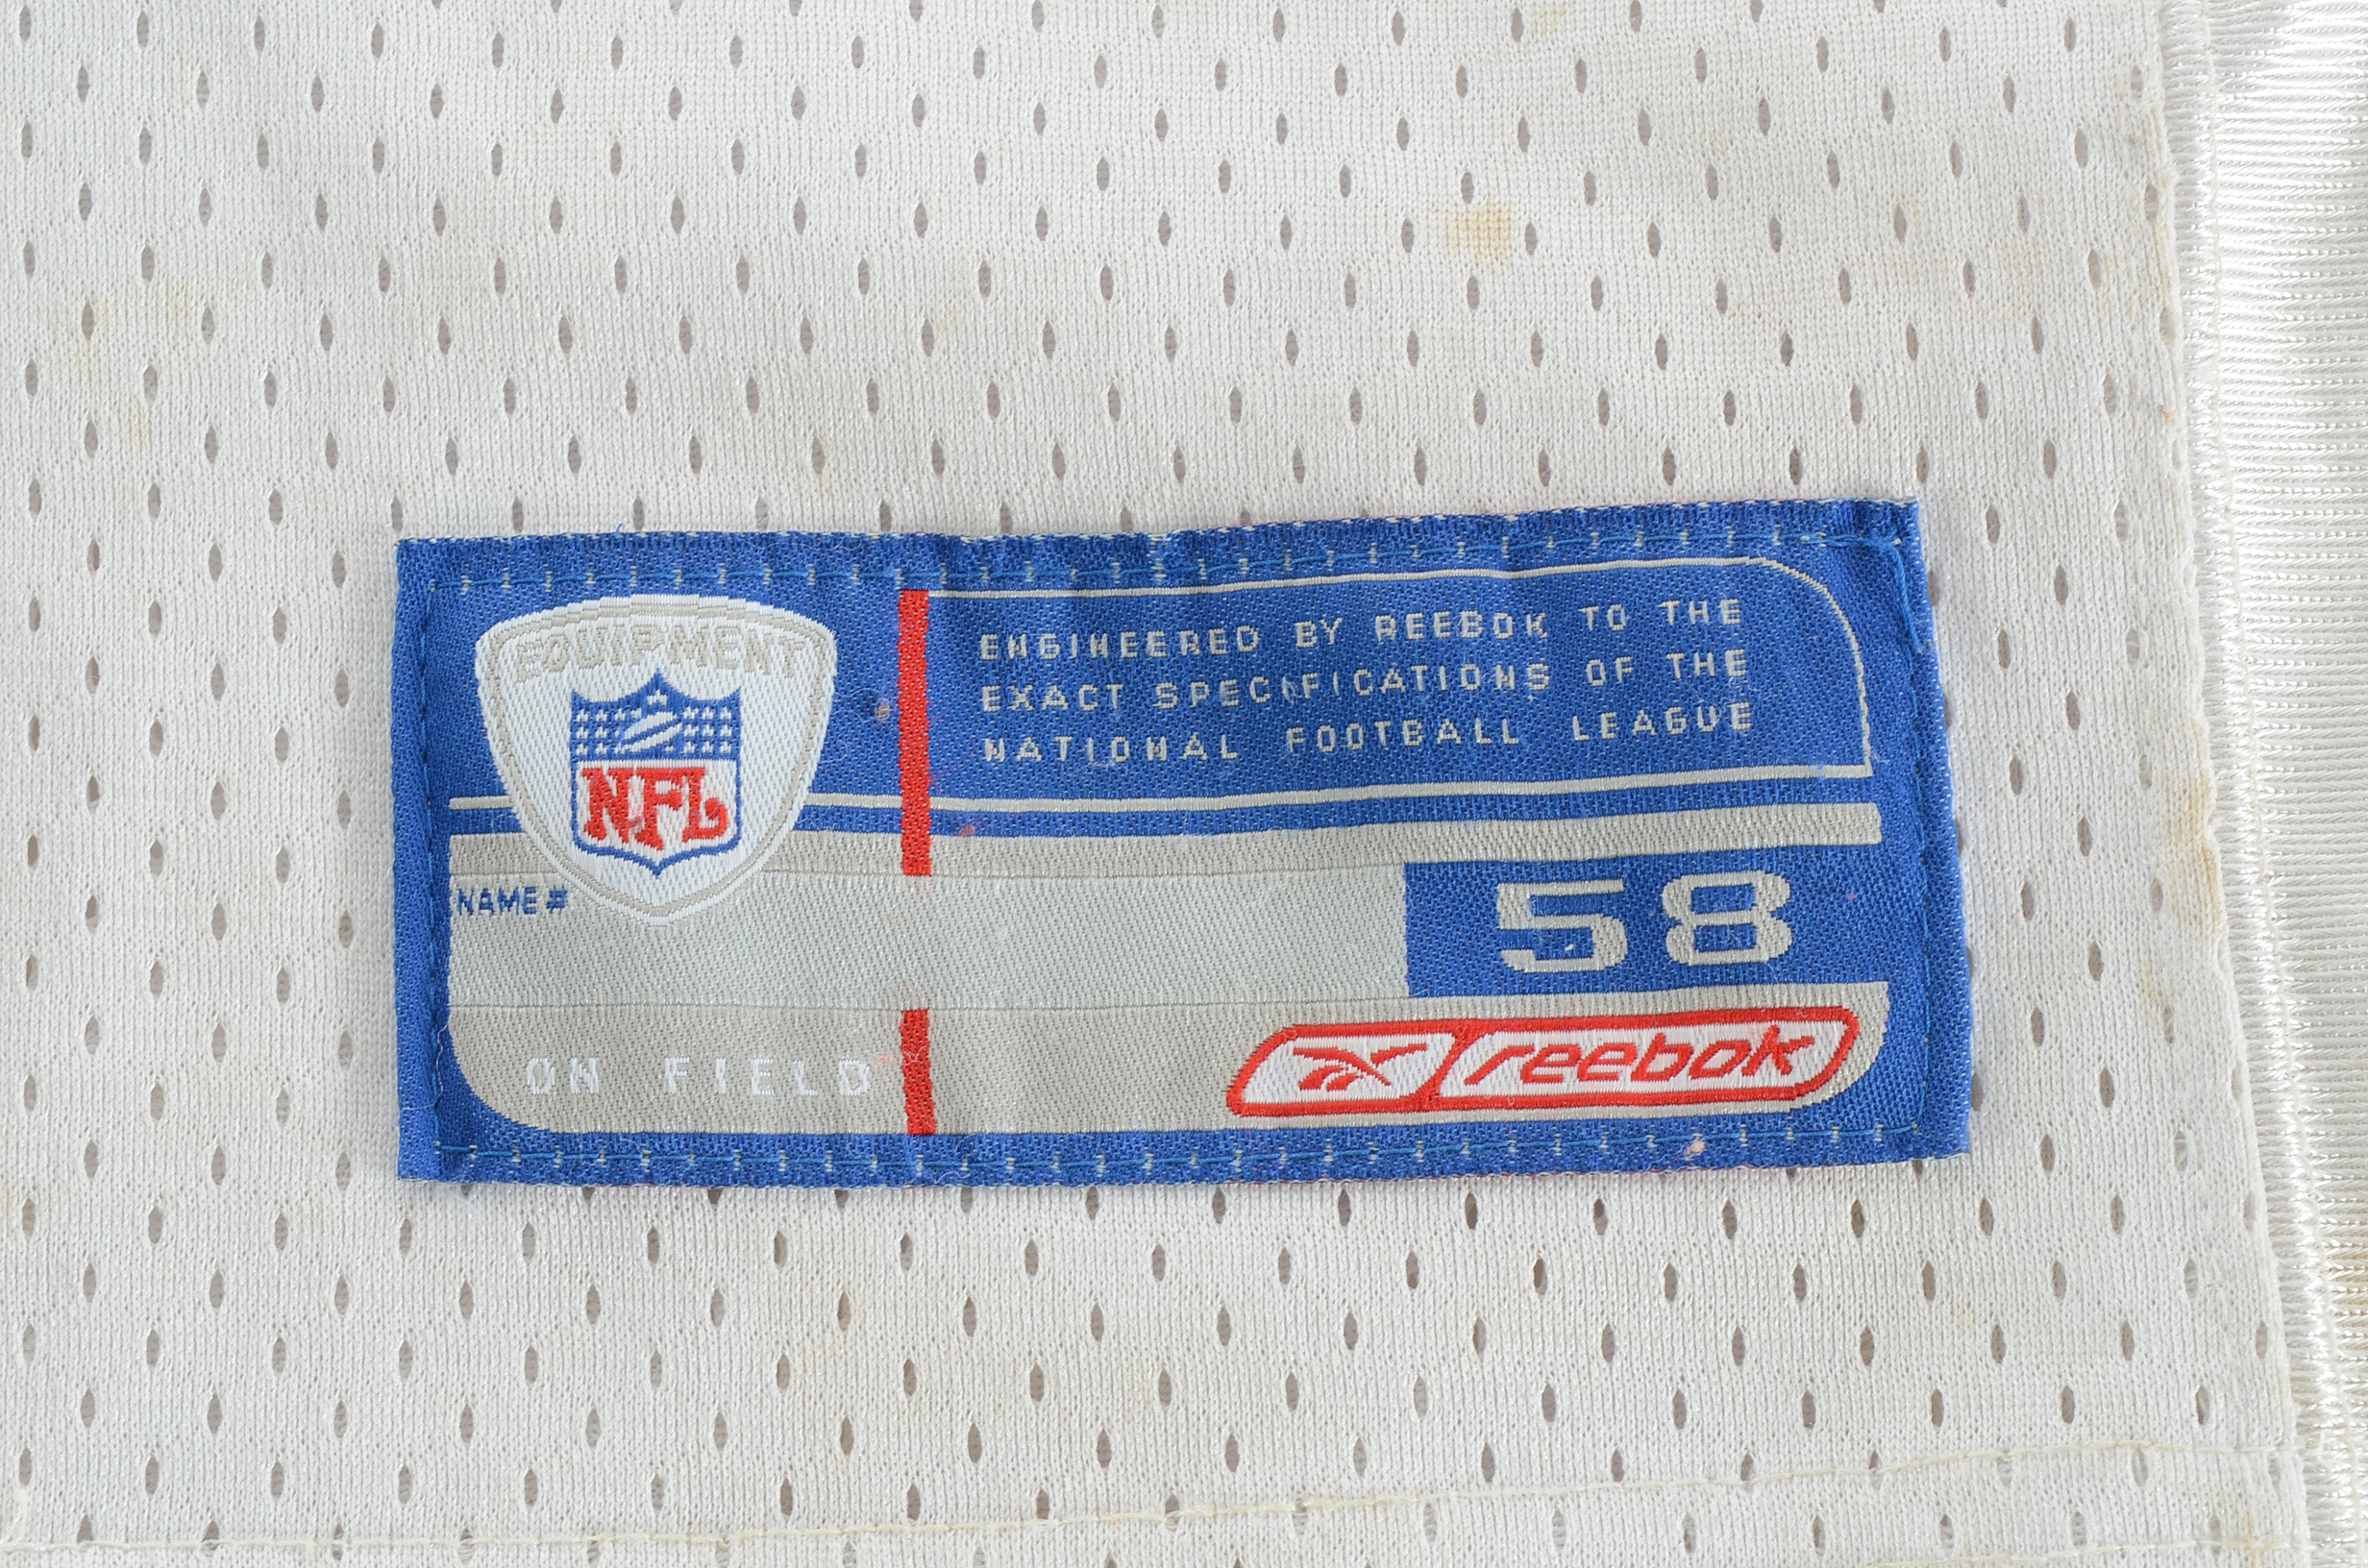 EQUIPMENT
NFL
ENGINEERED BY REEBOK TO THE
EXACT SPECIFICATIONS OF THE
NATIONAL FOOTBALL LEAGUE
NAME #
58
ON FIELD
reebok